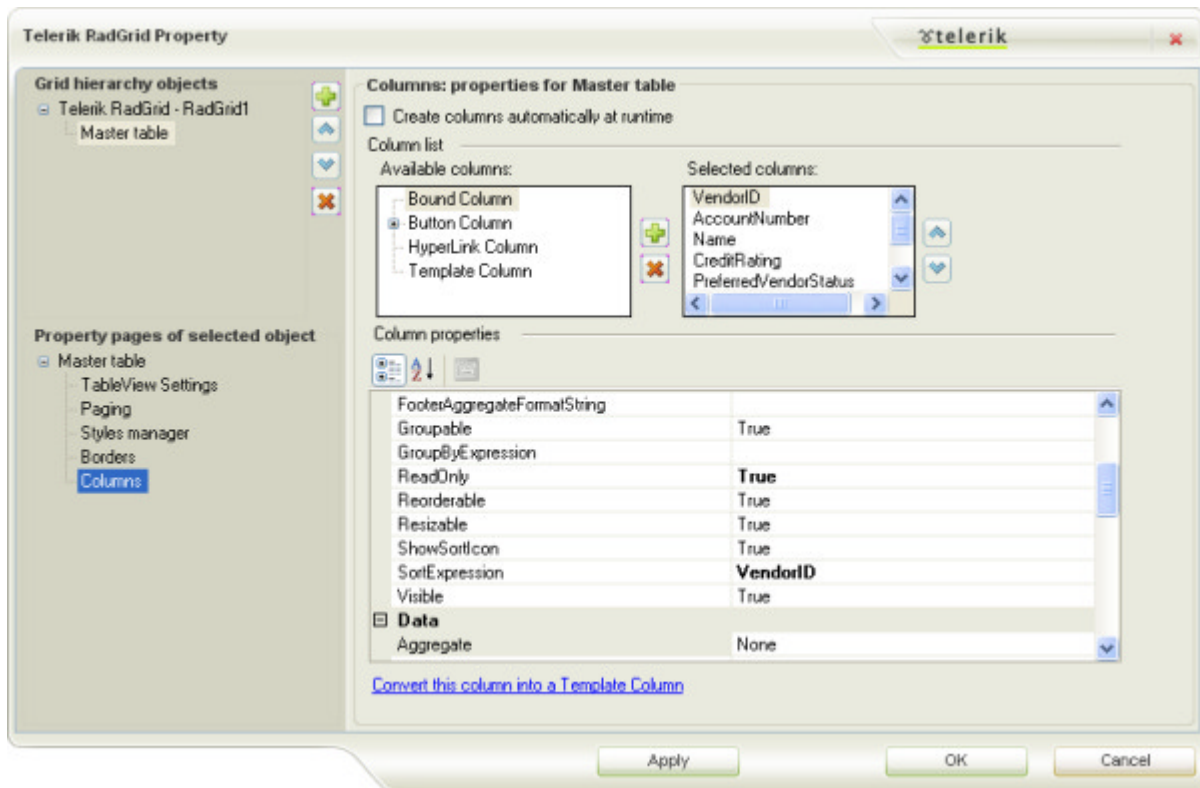 Telerik RadGrid Property
telerik
Grid hierarchy objects
Telerik RadGrid - RadGrid1
Master table
Property pages of selected object
Master table
TableView Settings
Paging
Styles manager
Borders
Columns
Columns: properties for Master table
Create columns automatically at runtime
Column list
Available columns:
Bound Column
Button Column
HyperLink Column
Template Column
Selected columns:
VendorID
AccountNumber
Name
CreditRating
PreferredVendorStatus
Column properties
FooterAggregateFormatString
Groupable True
GroupByExpression
ReadOnly True
Reorderable True
Resizable True
ShowSortIcon True
SortExpression VendorID
Visible True
Data
Aggregate None
Convert this column into a Template Column
Apply
OK
Cancel